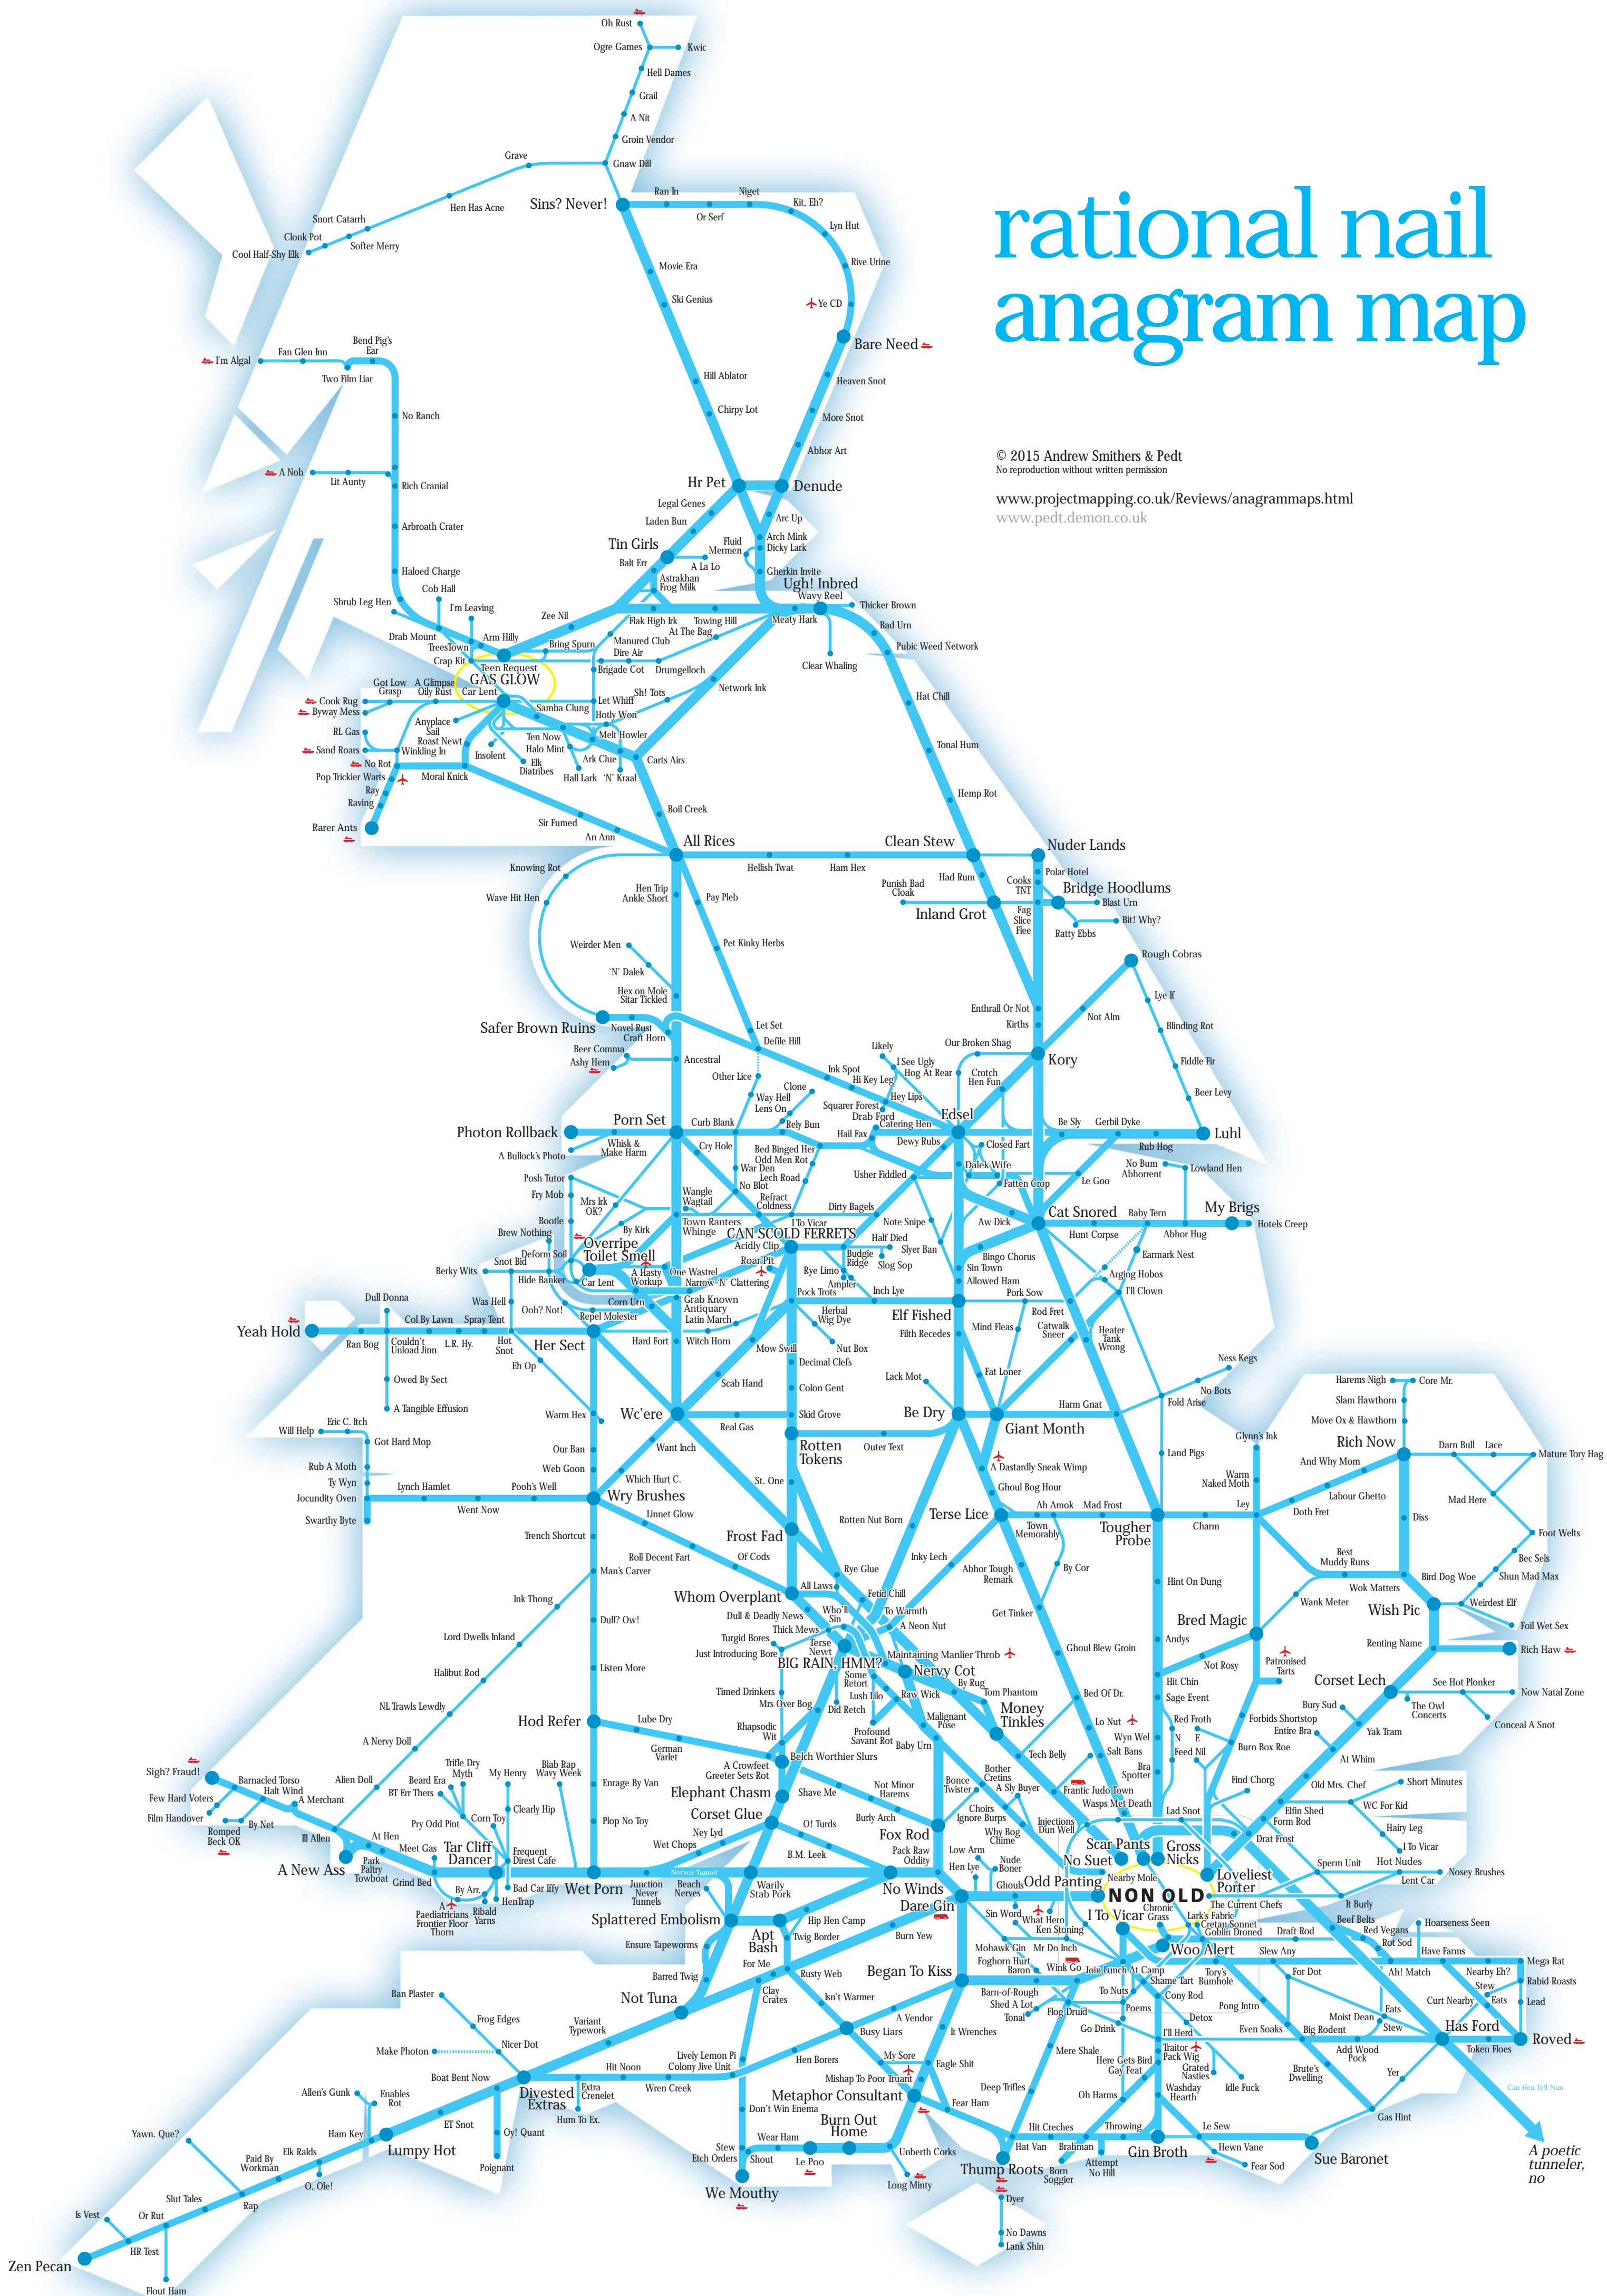 rational nail
anagram map
© 2015 Andrew Smithers & Pedt
No reproduction without written permission
www.projectmapping.co.uk/Reviews/anagrammaps.html
www.pedt.demon.co.uk
Oh Rust
Ogre Games
Kwic
Hell Dames
Grail
A Nit
Groin Vendor
Gnaw Dill
Grave
Hen Has Acne
Snort Catarrh
Softer Merry
Clonk Pot
Cool Half-Shy Elk
Sins? Never!
Ran In
Or Serf
Niget
Kit, Eh?
Lyn Hut
Rive Urine
Ye CD
Bare Need
Heaven Snot
More Snot
Abhor Art
Movie Era
Ski Genius
Hill Ablator
Chirpy Lot
Hr Pet
Denude
I'm Algal
Fan Glen Inn
Bend Pig's
Ear
Two Film Liar
No Ranch
A Nob
Lit Aunty
Rich Cranial
Arbroath Crater
Haloed Charge
Legal Genes
Laden Bun
Tin Girls
Balt Err
A La Lo
Fluid
Mermen
Arc Up
Arch Mink
Dicky Lark
Gherkin Invite
Ugh! Inbred
Wavy Reel
Thicker Brown
Astrakhan
Frog Milk
Cob Hall
Shrub Leg Hen
I'm Leaving
Zee Nil
Drab Mount
TreesTown
Arm Hilly
Crap Kit
Teen Request
GAS GLOW
Bring Spurn
Flak High Irk
Towing Hill
At The Bag
Manured Club
Dire Air
Brigade Cot
Drumgelloch
Meaty Hark
Bad Urn
Pubic Weed Network
Clear Whaling
Network Ink
Hat Chill
Tonal Hum
Hemp Rot
Got Low
Grasp
A Glimpse
Oily Rust
Car Lent
Cook Rug
Byway Mess
RL Gas
Sand Roars
No Rot
Pop Trickier Warts
Ray
Raving
Rarer Ants
Anyplace
Sail
Roast Newt
Winkling In
Moral Knick
Insolent
Elk
Diatribes
Samba Clung
Let Whiff
Sh! Tots
Hotly Won
Ten Now
Halo Mint
Melt Howler
Ark Clue
Hall Lark
'N' Kraal
Carts Airs
Boil Creek
Sir Fumed
An Ann
All Rices
Hellish Twat
Ham Hex
Clean Stew
Nuder Lands
Polar Hotel
Cooks
TNT
Had Rum
Punish Bad
Cloak
Inland Grot
Fag
Slice
Flee
Bridge Hoodlums
Blast Urn
Bit! Why?
Ratty Ebbs
Knowing Rot
Wave Hit Hen
Hen Trip
Ankle Short
Pay Pleb
Weirder Men
'N' Dalek
Hex on Mole
Sitar Tickled
Pet Kinky Herbs
Safer Brown Ruins
Novel Rust
Craft Horn
Let Set
Defile Hill
Beer Comma
Ashy Hem
Ancestral
Other Lice
Rough Cobras
Lye If
Blinding Rot
Fiddle Fir
Beer Levy
Not Alm
Enthrall Or Not
Kirths
Kory
Our Broken Shag
Likely
I See Ugly
Hog At Rear
Crotch
Hen Fun
Ink Spot
Hi Key Leg
Hey Lips
Clone
Way Hell
Lens On
Squarer Forest
Drab Ford
Catering Hen
Edsel
Porn Set
Photon Rollback
Whisk &
Make Harm
A Bullock's Photo
Curb Blank
Rely Bun
Hail Fax
Dewy Rubs
Closed Fart
Be Sly
Gerbil Dyke
Rub Hog
Luhl
Cry Hole
Bed Binged Her
Odd Men Rot
Lech Road
War Den
No Blot
Usher Fiddled
Dalek Wife
Fatten Crop
Le Goo
No Bum
Abhorrent
Lowland Hen
Posh Tutor
Fry Mob
Mrs Irk
OK?
Wangle
Wagtail
Refract
Coldness
Dirty Bagels
Note Snipe
Aw Dick
Cat Snored
Baby Tern
My Brigs
Hotels Creep
Hunt Corpse
Abhor Hug
Bootle
Brew Nothing
By Kirk
Town Ranters
Whinge
I To Vicar
CAN SCOLD FERRETS
Acidly Clip
Roar Pit
Half Died
Slyer Ban
Slog Sop
Budgie
Ridge
Rye Limo
Ampler
Bingo Chorus
Sin Town
Allowed Ham
Earmark Nest
Arging Hobos
I'll Clown
Deform Soil
Overripe
Toilet Smell
Snot Bid
Berky Wits
Hide Banker
Car Lent
A Hasty
Workup
One Wastrel
Narrow 'N' Clattering
Was Hell
Ooh? Not!
Corn Urn
Repel Molester
Grab Known
Antiquary
Latin March
Pock Trots
Inch Lye
Herbal
Wig Dye
Elf Fished
Pork Sow
Rod Fret
Mind Fleas
Catwalk
Sneer
Heater
Tank
Wrong
Filth Recedes
Dull Donna
Col By Lawn
Spray Tent
Yeah Hold
Ran Bog
Couldn't
Unload Jinn
L.R. Hy.
Hot
Snot
Her Sect
Hard Fort
Witch Horn
Mow Swill
Nut Box
Eh Op
Owed By Sect
A Tangible Effusion
Decimal Clefs
Colon Gent
Scab Hand
Fat Loner
Lack Mot
Ness Kegs
No Bots
Fold Arise
Warm Hex
Wc'ere
Real Gas
Skid Grove
Be Dry
Giant Month
Harm Gnat
Will Help
Eric C. Itch
Got Hard Mop
Rub A Moth
Ty Wyn
Jocundity Oven
Swarthy Byte
Lynch Hamlet
Went Now
Pooh's Well
Our Ban
Web Goon
Want Inch
Which Hurt C.
Wry Brushes
Linnet Glow
Rotten
Tokens
Outer Text
St. One
A Dastardly Sneak Wimp
Ghoul Bog Hour
Land Pigs
Glynn's Ink
Warm
Naked Moth
Ley
Harems Nigh
Core Mr.
Slam Hawthorn
Move Ox & Hawthorn
Rich Now
Darn Bull
Lace
Mature Tory Hag
And Why Mom
Labour Ghetto
Doth Fret
Diss
Mad Here
Foot Welts
Bec Sels
Shun Mad Max
Bird Dog Woe
Weirdest Elf
Foil Wet Sex
Best
Muddy Runs
Wok Matters
Wish Pic
Wank Meter
Renting Name
Rich Haw
Trench Shortcut
Roll Decent Fart
Of Cods
Frost Fad
Rotten Nut Born
Terse Lice
Ah Amok
Mad Frost
Town
Memorably
Tougher
Probe
Charm
Man's Carver
Ink Thong
Whom Overplant
All Laws
Rye Glue
Inky Lech
Abhor Tough
Remark
By Cor
Hint On Dung
Fetid Chill
Dull? Ow!
Lord Dwells Inland
Dull & Deadly News
Who'll
Sin
To Warmth
A Neon Nut
Get Tinker
Bred Magic
Thick Mews
Turgid Bores
Just Introducing Bore
Terse
Newt
BIG RAIN, HMM?
Maintaining Manlier Throb
Ghoul Blew Groin
Andys
Not Rosy
Patronised
Tarts
Listen More
Halibut Rod
NL Trawls Lewdly
A Nervy Doll
Timed Drinkers
Mrs Over Bog
Some
Retort
Lush Lilo
Did Retch
Nervy Cot
By Rug
Raw Wick
Tom Phantom
Bed Of Dr.
Hit Chin
Sage Event
Corset Lech
See Hot Plonker
Now Natal Zone
The Owl
Concerts
Conceal A Snot
Bury Sud
Entire Bra
Yak Tram
At Whim
Hod Refer
Lube Dry
German
Varlet
Rhapsodic
Wit
Profound
Savant Rot
Malignant
Pose
Baby Urn
Money
Tinkles
Lo Nut
Wyn Wel
Red Froth
N E
Feed Nil
Forbids Shortstop
Burn Box Roe
Belch Worthier Slurs
A Crowfeet
Greeter Sets Rot
Tech Belly
Salt Bans
Bra
Spotter
Sigh? Fraud!
Barnacled Torso
Few Hard Voters
Halt Wind
A Merchant
Film Handover
Romped
Beck OK
By Net
Ill Allen
Alien Doll
Trifle Dry
Myth
Beard Era
BT Err Thers
My Henry
Blab Rap
Wavy Week
Enrage By Van
Pry Odd Pint
Corn Toy
Clearly Hip
Plop No Toy
Elephant Chasm
Shave Me
Not Minor
Harems
Bonce
Twister
Bother
Cretins
A Sly Buyer
Frantic Judo Town
Wasps Met Death
Find Chorg
Old Mrs. Chef
Short Minutes
WC For Kid
Elfin Shed
Form Rod
Hairy Leg
I To Vicar
Lad Snot
Drat Frost
Corset Glue
Burly Arch
Choirs
Ignore Burps
Injections
Dun Well
Ney Lyd
Wet Chops
O! Turds
B.M. Leek
Fox Rod
Pack Raw
Oddity
Why Bog
Chime
Low Arm
Hen Lye
Nude
Boner
Scar Pants
Gross
Nicks
No Suet
Nearby Mole
Sperm Unit
Hot Nudes
Lent Car
Nosey Brushes
A New Ass
At Hen
Park
Paltry
Towboat
Meet Gas
Grind Bed
Tar Cliff
Dancer
Frequent
Direst Cafe
By Arr.
Bad Car Iffy
HenTrap
A
Paediatricians
Frontier Floor
Thorn
Ribald
Yarns
Wet Porn
Nerves Tunnel
Junction
Never
Tunnels
Beach
Nerves
Warily
Stab Pork
No Winds
Dare Gin
Ghouls
Odd Panting
NON OLD
Loveliest
Porter
It Burly
The Current Chefs
Splattered Embolism
Apt
Bash
Hip Hen Camp
Twig Border
Burn Yew
Sin Word
What Hero
Ken Stoning
I To Vicar
Chronic
Grass
Lark's Fabric
Cretan Sonnet
Goblin Droned
Draft Rod
Beef Belts
Red Vegans
Rot Sod
Hoarseness Seen
Ensure Tapeworms
For Me
Rusty Web
Mohawk Gin
Mr Do Inch
Foghorn Hurt
Baron
Wink Go
Join Lunch At Camp
Woo Alert
Slew Any
Have Farms
Mega Rat
Barred Twig
Clay
Crates
Isn't Warmer
Began To Kiss
Barn-of-Rough
Shed A Lot
Tonal
Flog Druid
To Nuts
Shame Tart
Cony Rod
Tory's
Bumhole
For Dot
Ah! Match
Nearby Eh?
Rabid Roasts
Stew
Eats
Curt Nearby
Lead
Ban Plaster
Frog Edges
Not Tuna
Variant
Typework
A Vendor
Busy Liars
It Wrenches
Go Drink
Poems
I'll Herd
Traitor
Pack Wig
Detox
Pong Intro
Even Soaks
Moist Dean
Eats
Stew
Big Rodent
Has Ford
Token Floes
Roved
Make Photon
Nicer Dot
Boat Bent Now
Hit Noon
Wren Creek
Lively Lemon Pi
Colony Jive Unit
Hen Borers
My Sore
Mishap To Poor Truant
Eagle Shit
Mere Shale
Here Gets Bird
Gay Feat
Grated
Nasties
Idle Fuck
Brute's
Dwelling
Add Wood
Pock
Yer
Can Hen Tell Nun
Divested
Extras
Extra
Crenelet
Hum To Ex.
Allen's Gunk
Enables
Rot
ET Snot
Oy! Quant
Poignant
Ham Key
Lumpy Hot
Don't Win Enema
Metaphor Consultant
Fear Ham
Deep Trifles
Oh Harms
Washday
Hearth
Gas Hint
Burn Out
Home
Wear Ham
Stew
Etch Orders
Shout
Le Poo
Unberth Corks
Long Minty
We Mouthy
Hit Creches
Hat Van
Throwing
Brahman
Thump Roots
Born
Soggier
Attempt
No Hill
Gin Broth
Le Sew
Hewn Vane
Fear Sod
Sue Baronet
A poetic
tunneler,
no
Dyer
No Dawns
Lank Shin
Yawn. Que?
Paid By
Workman
Elk Ralds
O, Ole!
Slut Tales
Rap
Is Vest
Or Rut
HR Test
Zen Pecan
Flout Ham